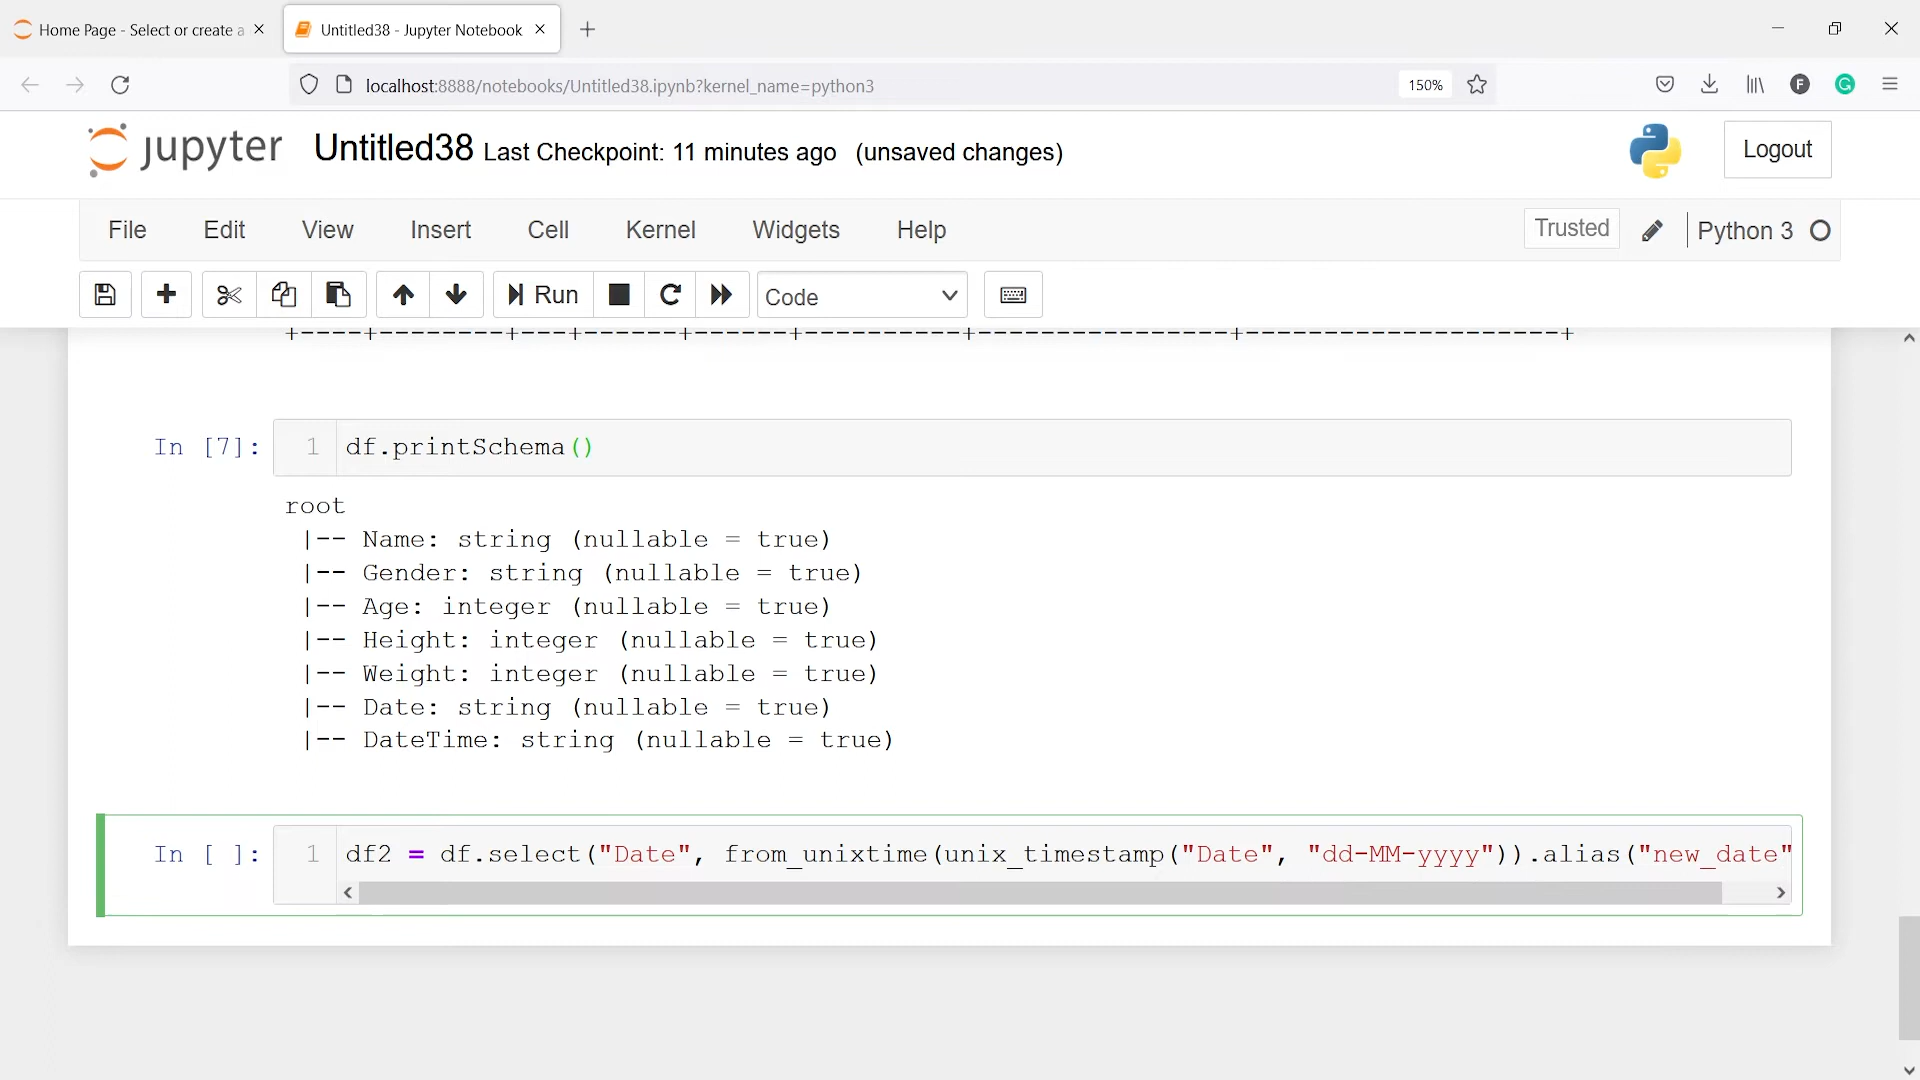 Home Page - Select or create a
Untitled38 - Jupyter Notebook
localhost:8888/notebooks/Untitled38.ipynb?kernel_name=python3
150%
F
G
jupyter
Untitled38 Last Checkpoint: 11 minutes ago (unsaved changes)
Logout
File Edit View Insert Cell Kernel Widgets Help
Trusted
Python 3
Run
Code
+----+--------+---+------+------+----------+----------------+--------------------+
In [7]: 1 df.printSchema()
root
|-- Name: string (nullable = true)
|-- Gender: string (nullable = true)
|-- Age: integer (nullable = true)
|-- Height: integer (nullable = true)
|-- Weight: integer (nullable = true)
|-- Date: string (nullable = true)
|-- DateTime: string (nullable = true)
In [ ]: 1 df2 = df.select("Date", from_unixtime(unix_timestamp("Date", "dd-MM-yyyy")).alias("new_date"